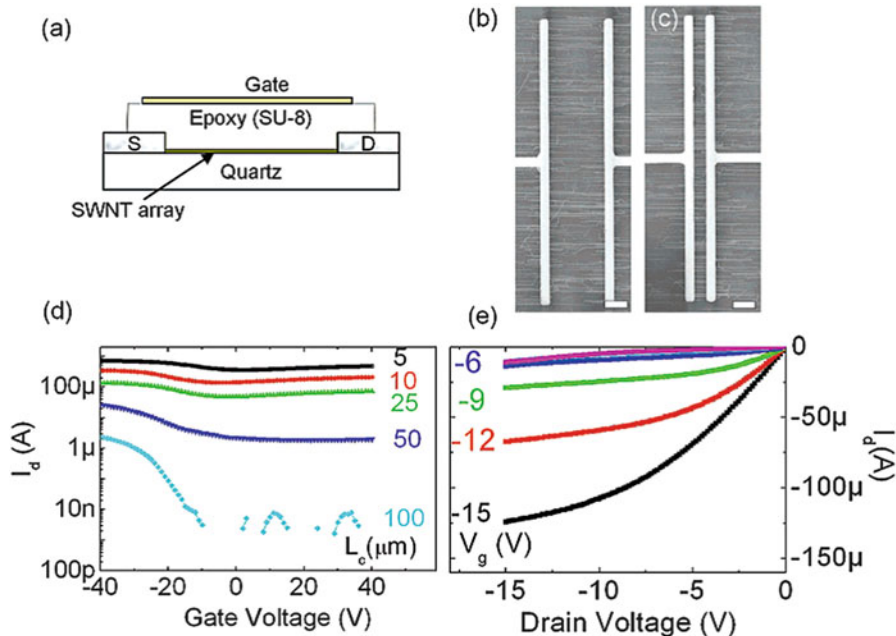 (a)
Gate
Epoxy (SU-8)
S
D
Quartz
SWNT array
(b)
(c)
(d)
5
10
25
50
100
L_c(μm)
100μ
1μ
10n
100p
I_d (A)
-40
-20
0
20
40
Gate Voltage (V)
(e)
-6
-9
-12
-15
V_g (V)
0
-50μ
-100μ
-150μ
I_d(A)
-15
-10
-5
0
Drain Voltage (V)